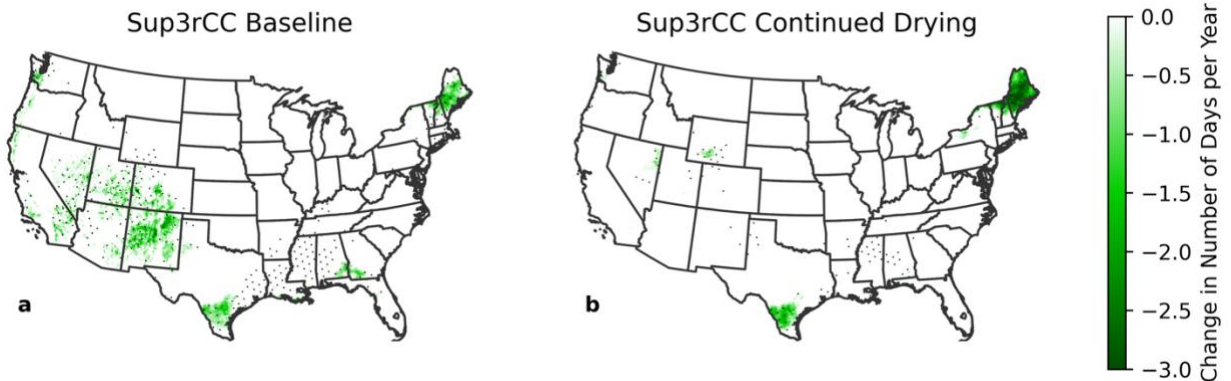 Sup3rCC Baseline
Sup3rCC Continued Drying
a
b
0.0
−0.5
−1.0
−1.5
−2.0
−2.5
−3.0
Change in Number of Days per Year